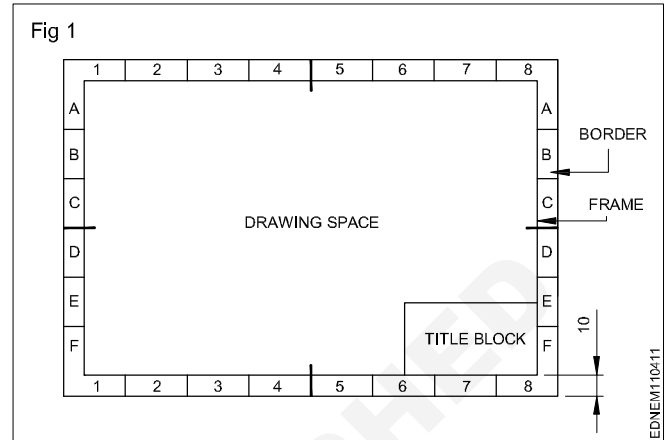 Fig 1
1 2 3 4 5 6 7 8
A A
B B
BORDER
C C
FRAME
DRAWING SPACE
D D
E E
10
TITLE BLOCK
F F
1 2 3 4 5 6 7 8
EDNEM110411